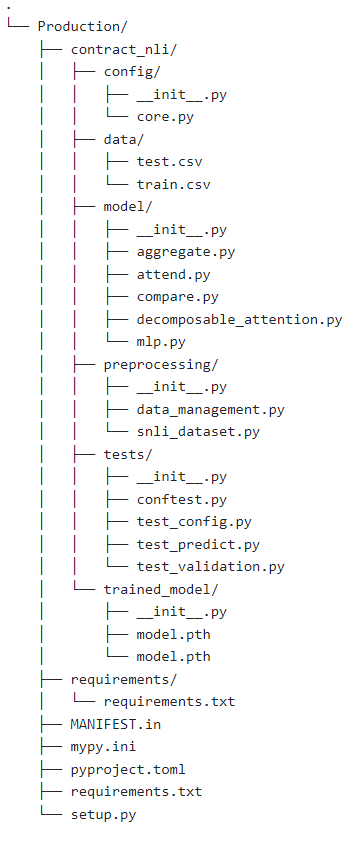 .
└── Production/
    ├── contract_nli/
    │   ├── config/
    │   │   ├── __init__.py
    │   │   └── core.py
    │   ├── data/
    │   │   ├── test.csv
    │   │   └── train.csv
    │   ├── model/
    │   │   ├── __init__.py
    │   │   ├── aggregate.py
    │   │   ├── attend.py
    │   │   ├── compare.py
    │   │   ├── decomposable_attention.py
    │   │   └── mlp.py
    │   ├── preprocessing/
    │   │   ├── __init__.py
    │   │   ├── data_management.py
    │   │   └── snli_dataset.py
    │   ├── tests/
    │   │   ├── __init__.py
    │   │   ├── conftest.py
    │   │   ├── test_config.py
    │   │   ├── test_predict.py
    │   │   └── test_validation.py
    │   └── trained_model/
    │       ├── __init__.py
    │       ├── model.pth
    │       └── model.pth
    ├── requirements/
    │   └── requirements.txt
    ├── MANIFEST.in
    ├── mypy.ini
    ├── pyproject.toml
    ├── requirements.txt
    └── setup.py